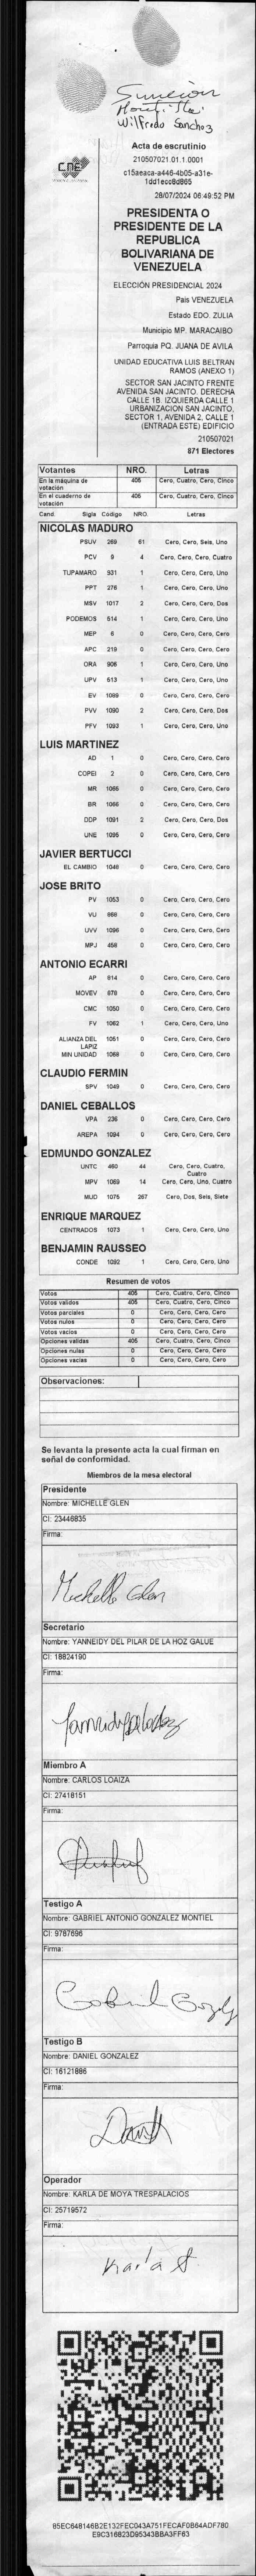 Simeion
Wilfredo Sanchoz
CNE
Acta de escrutinio
210507021.01.1.0001
c15aeaca-a446-4b05-a31e-
1dd1ecc8d865
28/07/2024 06:49:52 PM
PRESIDENTA O
PRESIDENTE DE LA
REPUBLICA
BOLIVARIANA DE
VENEZUELA
ELECCIÓN PRESIDENCIAL 2024
Pais VENEZUELA
Estado EDO. ZULIA
Municipio MP. MARACAIBO
Parroquia PQ. JUANA DE AVILA
UNIDAD EDUCATIVA LUIS BELTRAN
RAMOS (ANEXO 1)
SECTOR SAN JACINTO FRENTE
AVENIDA SAN JACINTO. DERECHA
CALLE 1B. IZQUIERDA CALLE 1
URBANIZACION SAN JACINTO,
SECTOR 1, AVENIDA 2, CALLE 1
(ENTRADA ESTE) EDIFICIO
210507021
871 Electores
Votantes NRO. Letras
En la máquina de votación 405 Cero, Cuatro, Cero, Cinco
En el cuaderno de votación 405 Cero, Cuatro, Cero, Cinco
Cand. Sigla Codigo NRO. Letras
NICOLAS MADURO
PSUV 269 61 Cero, Cero, Seis, Uno
PCV 9 4 Cero, Cero, Cero, Cuatro
TUPAMARO 931 1 Cero, Cero, Cero, Uno
PPT 276 1 Cero, Cero, Cero, Uno
MSV 1017 2 Cero, Cero, Cero, Dos
PODEMOS 514 1 Cero, Cero, Cero, Uno
MEP 6 0 Cero, Cero, Cero, Cero
APC 219 0 Cero, Cero, Cero, Cero
ORA 906 1 Cero, Cero, Cero, Uno
UPV 513 1 Cero, Cero, Cero, Uno
EV 1089 0 Cero, Cero, Cero, Cero
PVV 1090 2 Cero, Cero, Cero, Dos
PFV 1093 1 Cero, Cero, Cero, Uno
LUIS MARTINEZ
AD 1 0 Cero, Cero, Cero, Cero
COPEI 2 0 Cero, Cero, Cero, Cero
MR 1065 0 Cero, Cero, Cero, Cero
BR 1066 0 Cero, Cero, Cero, Cero
DDP 1091 2 Cero, Cero, Cero, Dos
UNE 1095 0 Cero, Cero, Cero, Cero
JAVIER BERTUCCI
EL CAMBIO 1048 0 Cero, Cero, Cero, Cero
JOSE BRITO
PV 1053 0 Cero, Cero, Cero, Cero
VU 868 0 Cero, Cero, Cero, Cero
UVV 1096 0 Cero, Cero, Cero, Cero
MPJ 458 0 Cero, Cero, Cero, Cero
ANTONIO ECARRI
AP 814 0 Cero, Cero, Cero, Cero
MOVEV 979 0 Cero, Cero, Cero, Cero
CMC 1050 0 Cero, Cero, Cero, Cero
FV 1062 1 Cero, Cero, Cero, Uno
ALIANZA DEL LAPIZ 1051 0 Cero, Cero, Cero, Cero
MIN UNIDAD 1068 0 Cero, Cero, Cero, Cero
CLAUDIO FERMIN
SPV 1049 0 Cero, Cero, Cero, Cero
DANIEL CEBALLOS
VPA 236 0 Cero, Cero, Cero, Cero
AREPA 1094 0 Cero, Cero, Cero, Cero
EDMUNDO GONZALEZ
UNTC 460 44 Cero, Cero, Cuatro, Cuatro
MPV 1069 14 Cero, Cero, Uno, Cuatro
MUD 1075 267 Cero, Dos, Seis, Siete
ENRIQUE MARQUEZ
CENTRADOS 1073 1 Cero, Cero, Cero, Uno
BENJAMIN RAUSSEO
CONDE 1092 1 Cero, Cero, Cero, Uno
Resumen de votos
Votos 405 Cero, Cuatro, Cero, Cinco
Votos validos 405 Cero, Cuatro, Cero, Cinco
Votos parciales 0 Cero, Cero, Cero, Cero
Votos nulos 0 Cero, Cero, Cero, Cero
Votos vacios 0 Cero, Cero, Cero, Cero
Opciones validas 405 Cero, Cuatro, Cero, Cinco
Opciones nulas 0 Cero, Cero, Cero, Cero
Opciones vacias 0 Cero, Cero, Cero, Cero
Observaciones:
Se levanta la presente acta la cual firman en
señal de conformidad.
Miembros de la mesa electoral
Presidente
Nombre: MICHELLE GLEN
CI: 23446835
Firma:
Michelle Glen
Secretario
Nombre: YANNEIDY DEL PILAR DE LA HOZ GALUE
CI: 18824190
Firma:
Miembro A
Nombre: CARLOS LOAIZA
CI: 27418151
Firma:
Testigo A
Nombre: GABRIEL ANTONIO GONZALEZ MONTIEL
CI: 9787696
Firma:
Testigo B
Nombre: DANIEL GONZALEZ
CI: 16121886
Firma:
Operador
Nombre: KARLA DE MOYA TRESPALACIOS
CI: 25719572
Firma:
Karla
85EC648146B2E132FEC043A751FECAF0B64ADF780
E9C316823D95343BBA3FF63